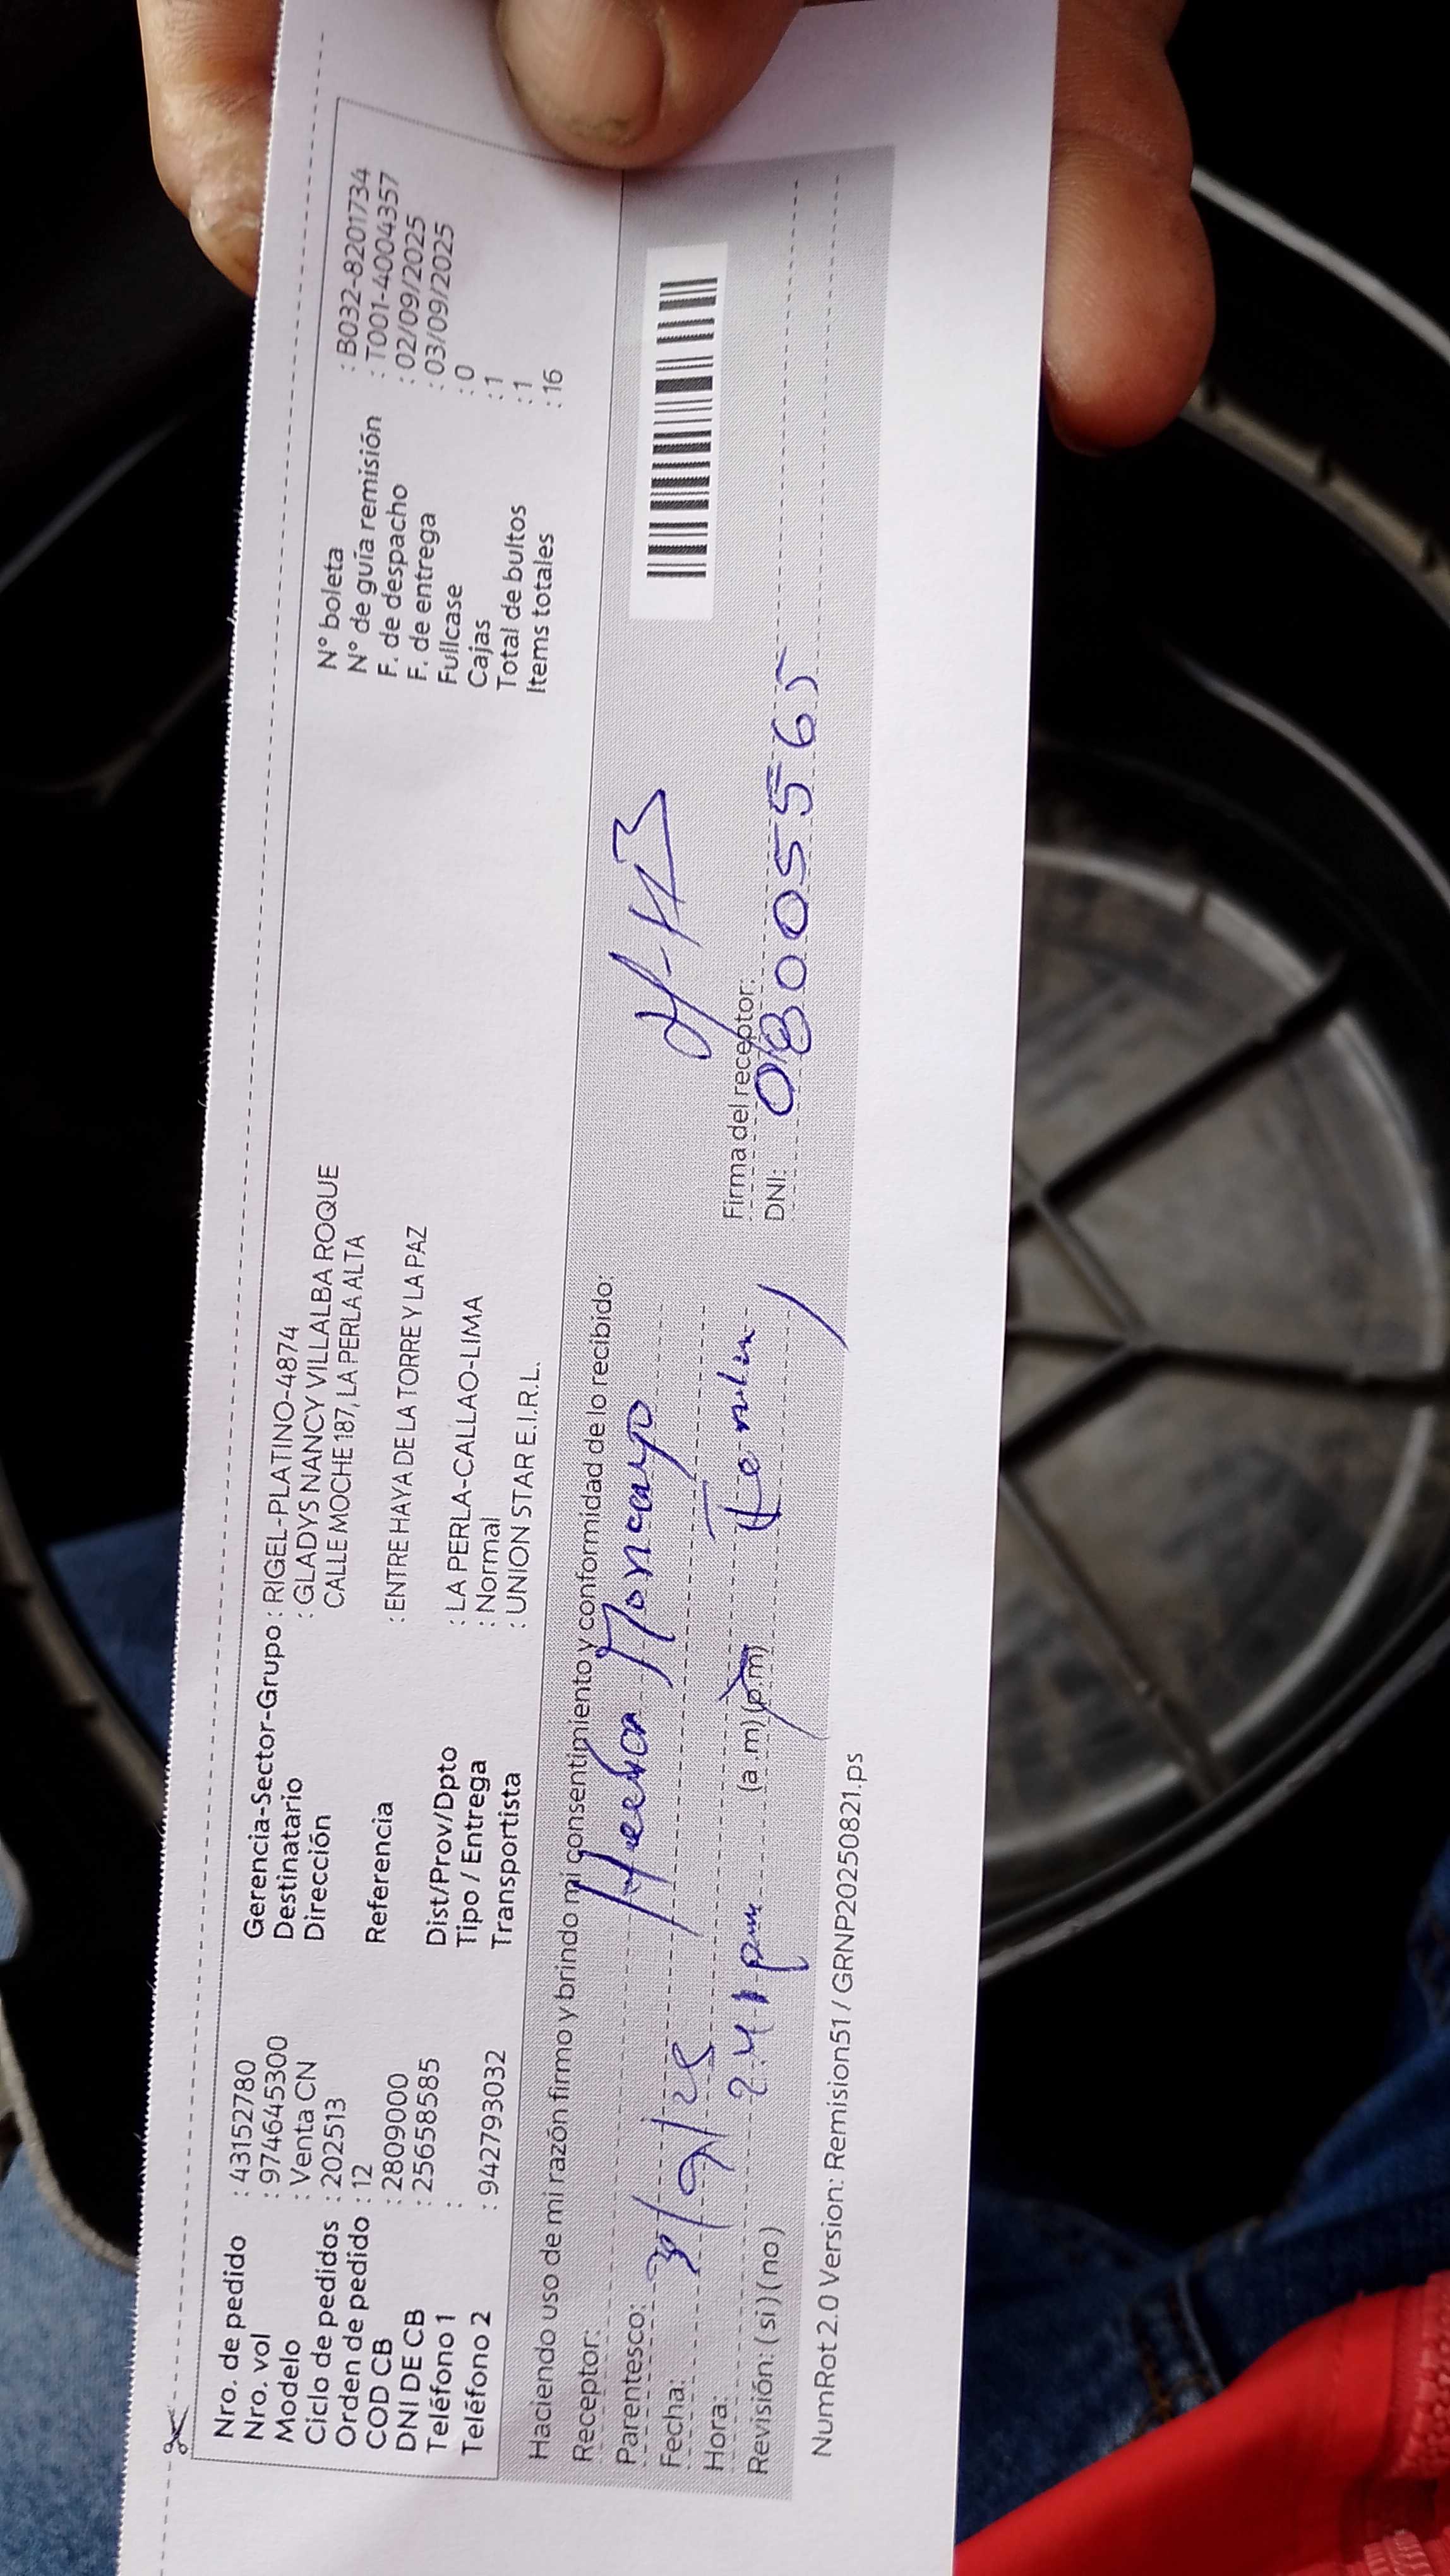 Nro. de pedido : 43152780
Nro. vol : 974645300
Modelo : Venta CN
Ciclo de pedidos : 202513
Orden de pedido : 12
COD CB : 2809000
DNI DE CB : 25658585
Teléfono 1 :
Teléfono 2 : 942793032
Gerencia-Sector-Grupo : RIGEL-PLATINO-4874
Destinatario : GLADYS NANCY VILLALBA ROQUE
Dirección CALLE MOCHE 187, LA PERLA ALTA
Referencia : ENTRE HAYA DE LA TORRE Y LA PAZ
Dist/Prov/Dpto : LA PERLA-CALLAO-LIMA
Tipo / Entrega : Normal
Transportista : UNION STAR E.I.R.L.
N° boleta : B032-8201734
N° de guía remisión : T001-4004357
F. de despacho : 02/09/2025
F. de entrega : 03/09/2025
Fullcase : 0
Cajas : 1
Total de bultos : 1
Items totales : 16
Haciendo uso de mi razón firmo y brindo mi consentimiento y conformidad de lo recibido:
Receptor: Moncayo
Parentesco:
Fecha: 3/9/25
Hora: 2.41 pm (a.m) (p.m)
Revisión: ( si ) ( no )
Firma del receptor:
DNI: 08005565
NumRot 2.0 Version.: Remision51 / GRNP20250821.ps